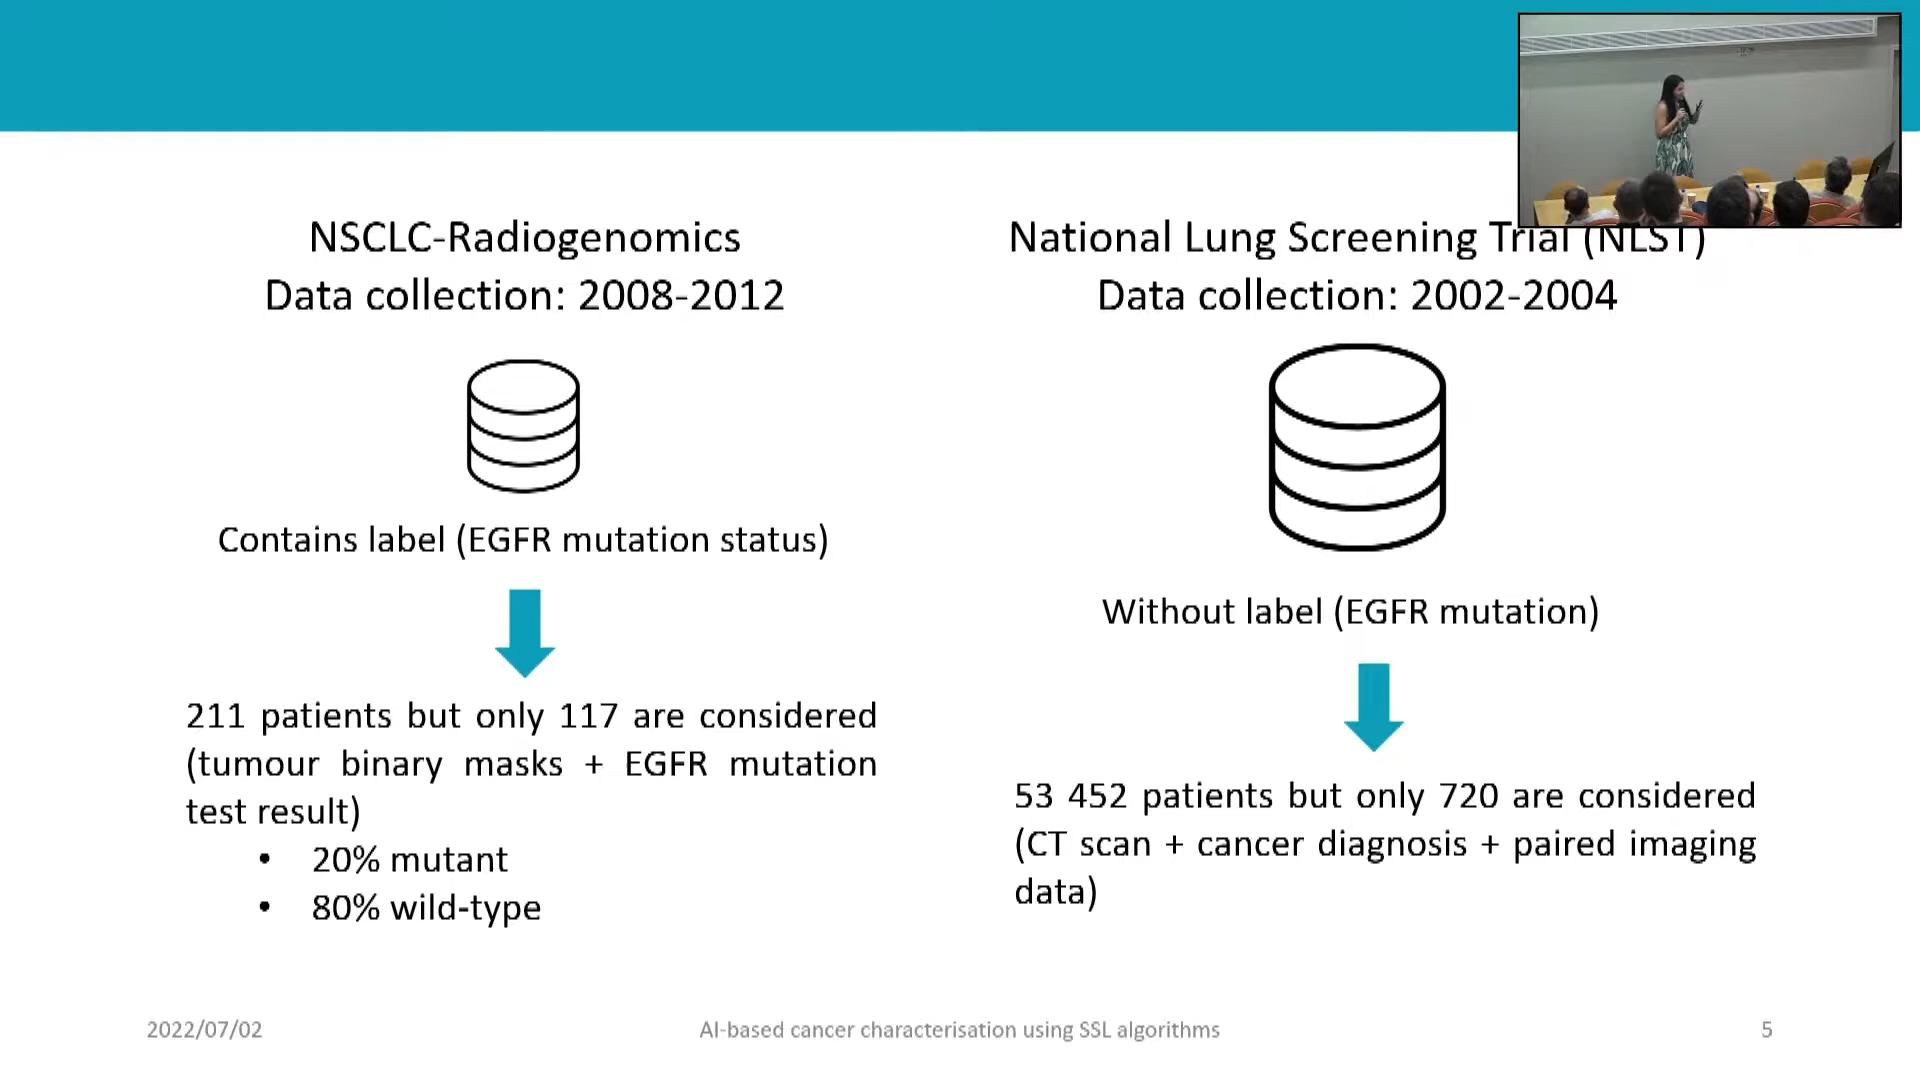 NSCLC-Radiogenomics
Data collection: 2008-2012
Contains label (EGFR mutation status)
211 patients but only 117 are considered
(tumour binary masks + EGFR mutation
test result)
• 20% mutant
• 80% wild-type
National Lung Screening Trial (NLST)
Data collection: 2002-2004
Without label (EGFR mutation)
53 452 patients but only 720 are considered
(CT scan + cancer diagnosis + paired imaging
data)
2022/07/02
AI-based cancer characterisation using SSL algorithms
5